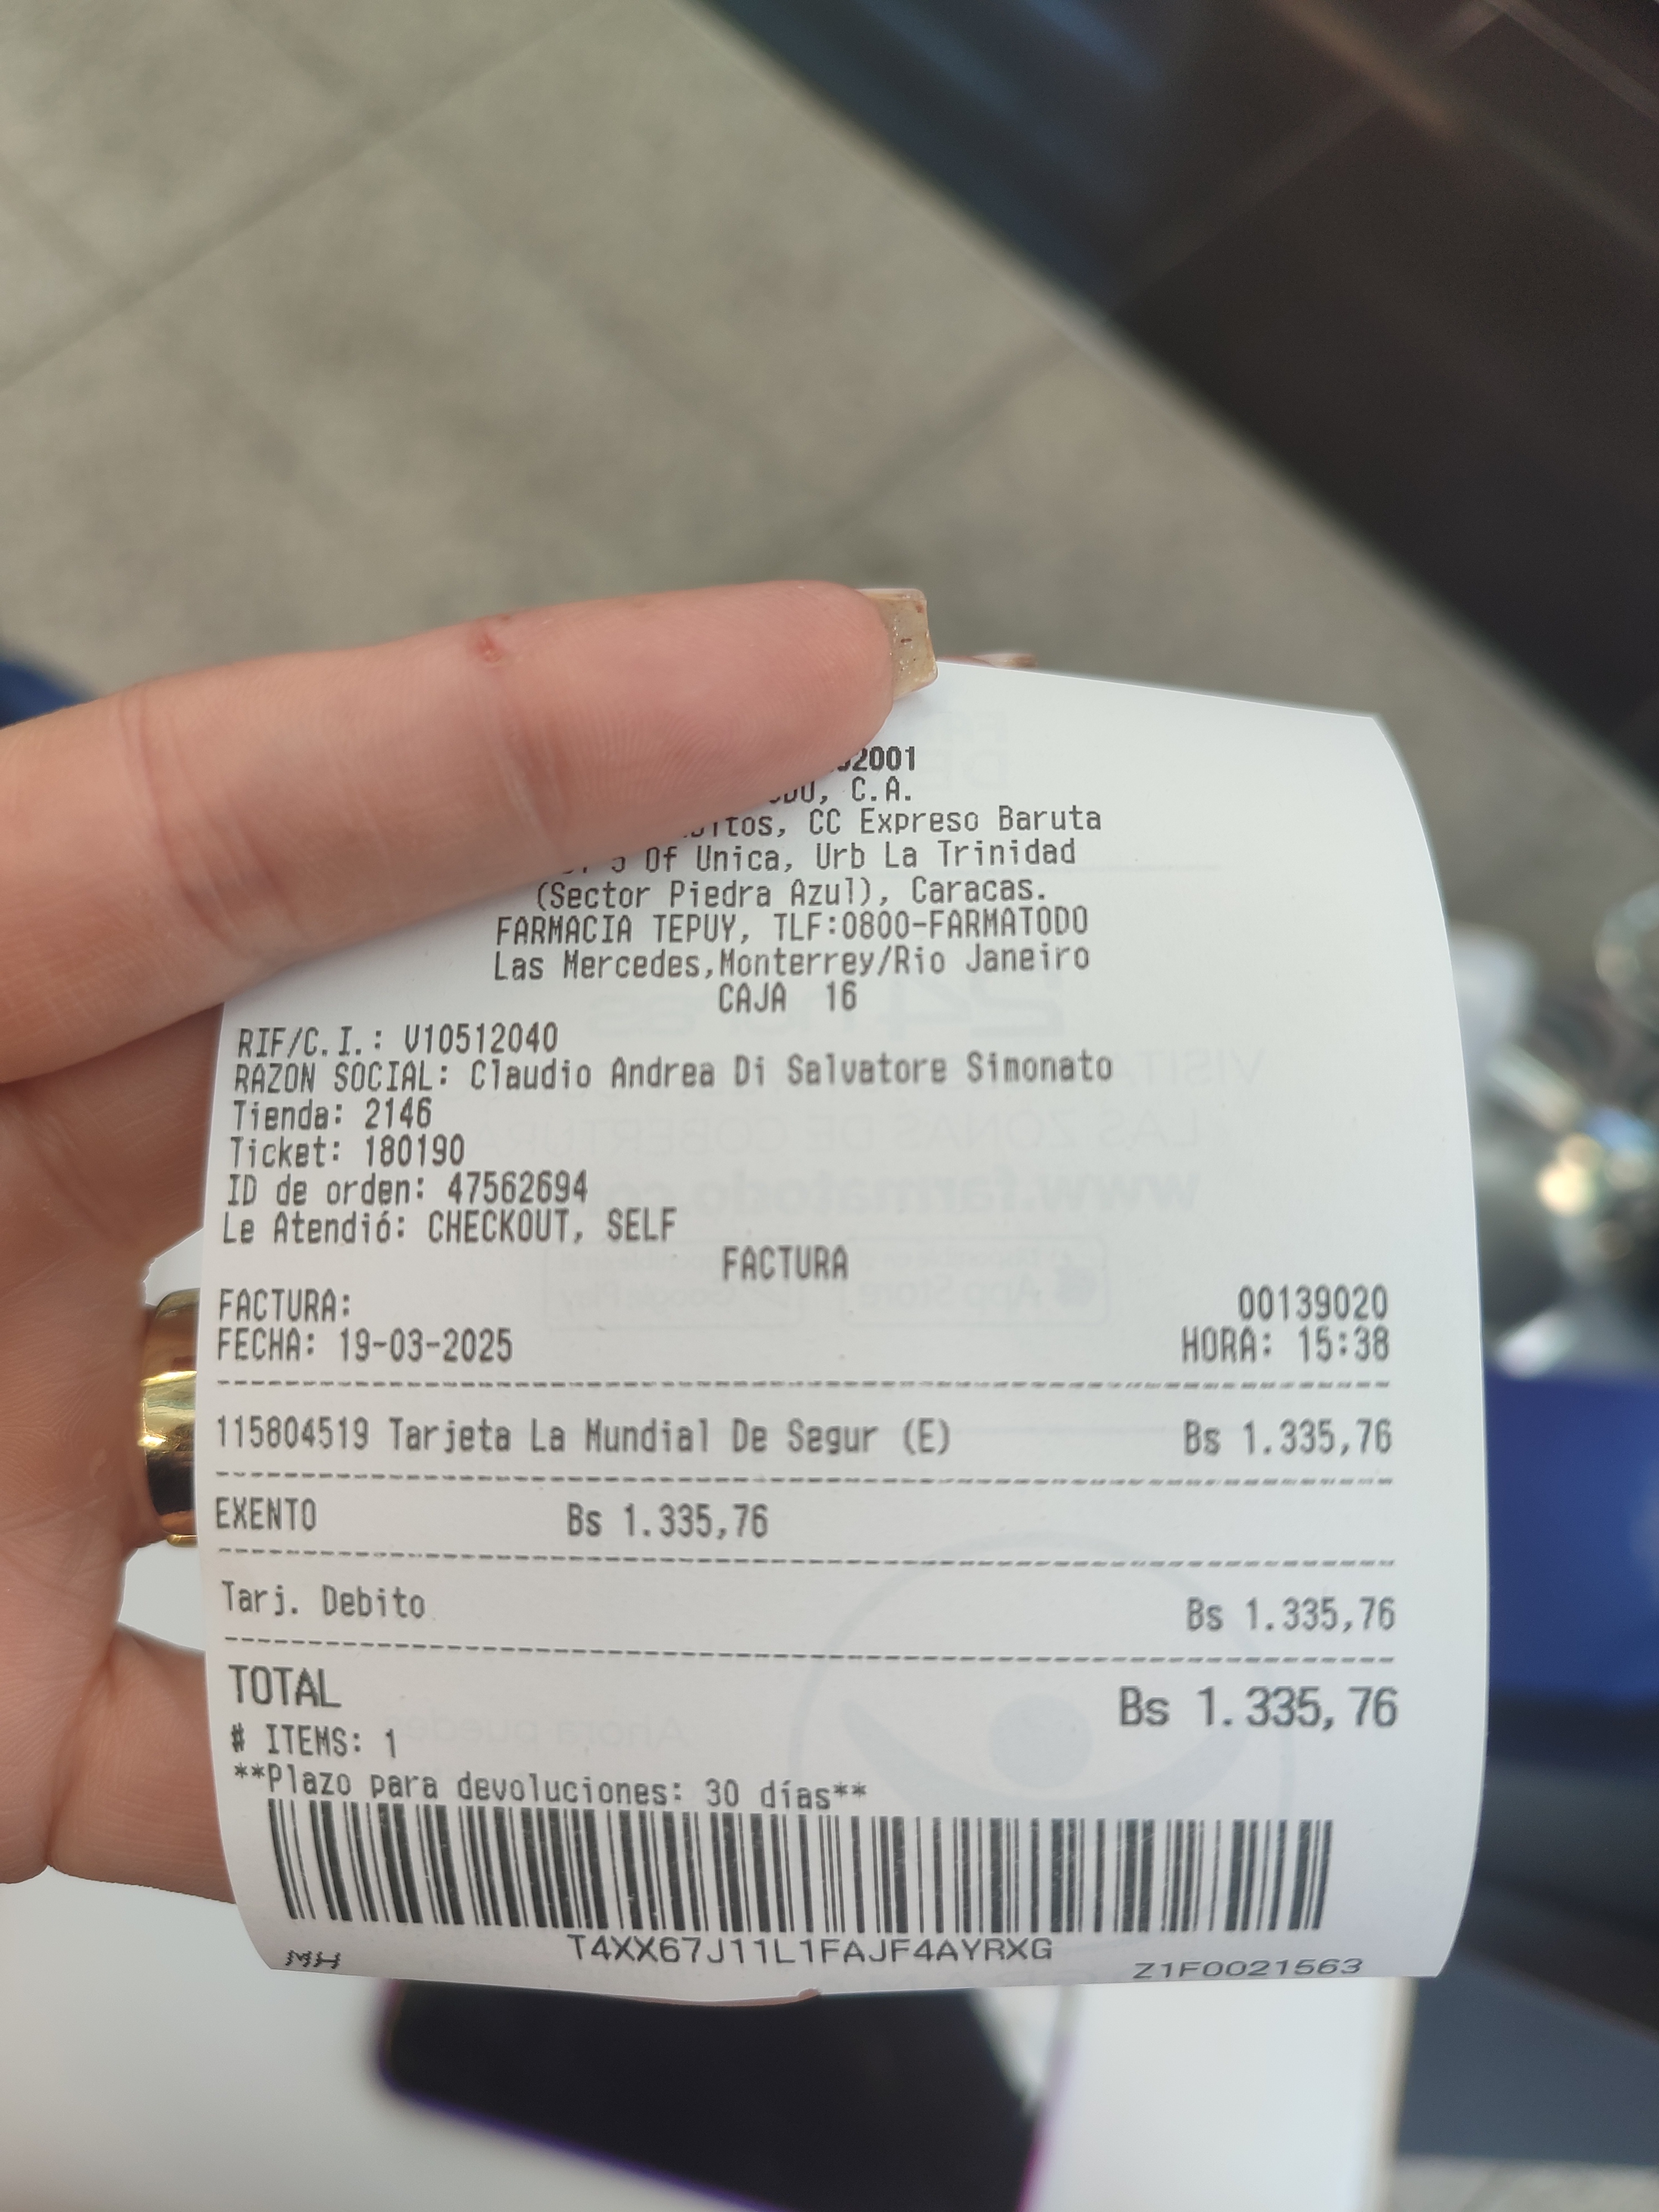 C.A.
CC Expreso Baruta
Of Unica, Urb La Trinidad
(Sector Piedra Azul), Caracas.
FARMACIA TEPUY, TLF:0800-FARMATODO
Las Mercedes,Monterrey/Rio Janeiro
CAJA 16
RIF/C.I.: V10512040
RAZON SOCIAL: Claudio Andrea Di Salvatore Simonato
Tienda: 2146
Ticket: 180190
ID de orden: 47562694
Le Atendió: CHECKOUT, SELF
FACTURA
FACTURA: 00139020
FECHA: 19-03-2025 HORA: 15:38
115804519 Tarjeta La Mundial De Segur (E) Bs 1.335,76
EXENTO Bs 1.335,76
Tarj. Debito Bs 1.335,76
TOTAL Bs 1.335,76
# ITEMS: 1
**Plazo para devoluciones: 30 días**
T4XX67J11L1FAJF4AYRXG
MH Z1F0021563